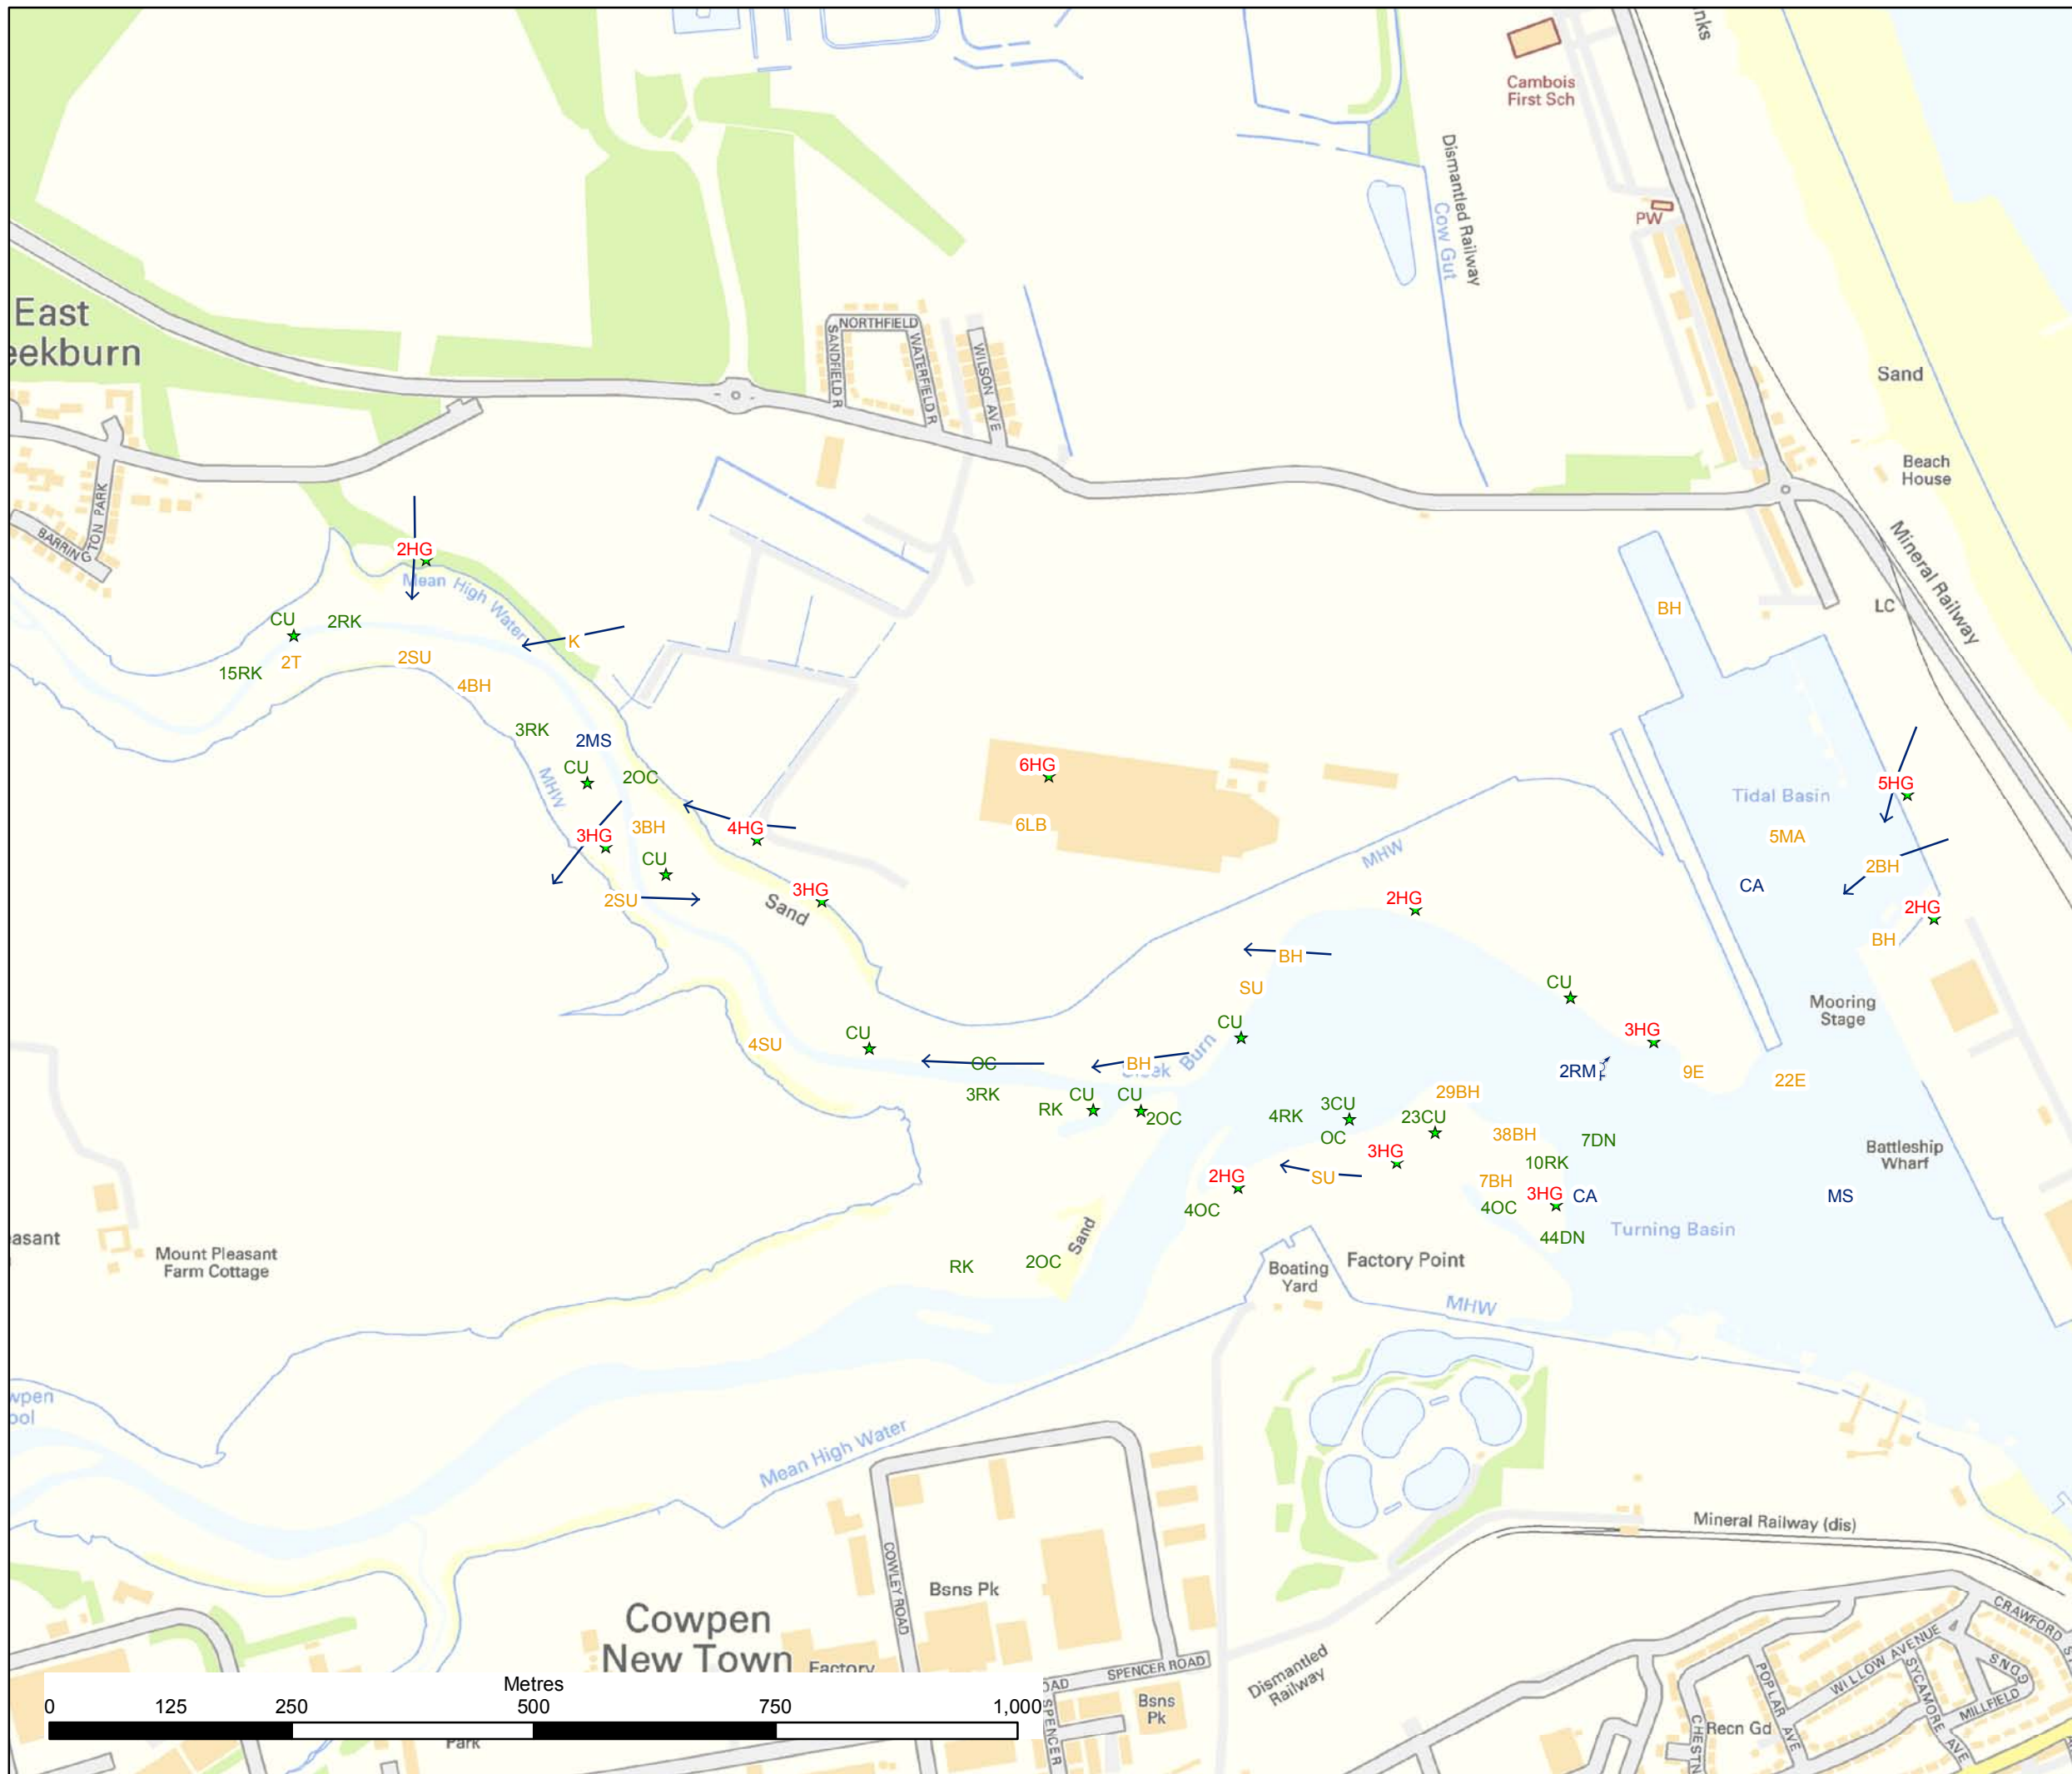 nks
Cambois
First Sch
Dismantled Railway
Cow Gut
PW
East
eekburn
NORTHFIELD
SANDFIELD R
WATERFIELD R
WILSON AVE
Sand
Beach
House
BARRINGTON PARK
Mineral Railway
LC
2HG
Mean High Water
CU
2RK
K
2T
2SU
15RK
4BH
BH
3RK
2MS
CU
2OC
MHW
6HG
5HG
Tidal Basin
3HG
3BH
4HG
6LB
5MA
MHW
CU
2BH
CA
3HG
2HG
2SU
Sand
2HG
BH
BH
SU
CU
Mooring
Stage
CU
CU
3HG
4SU
OC
BH
Burn
2RM
9E
22E
3RK
CU
CU
29BH
RK
2OC
4RK
3CU
23CU
OC
38BH
7DN
3HG
10RK
Battleship
Wharf
2HG
SU
7BH
3HG
CA
MS
4OC
4OC
asant
Sand
Turning Basin
44DN
Mount Pleasant
Farm Cottage
RK
2OC
Boating
Yard
Factory Point
MHW
wpen
ool
Mean High Water
Mineral Railway (dis)
COWLEY ROAD
Bsns Pk
Cowpen
New Town
Factory
CRAWFORD
WILLOW AVENUE
Dismantled
Railway
SPENCER ROAD
OAD
SPENCER
Bsns
Pk
POPLAR AVE
SYCAMORE AVE
GDNS
MILLFIELD
Recn Gd
CHESTN
Park
Metres
0 125 250 500 750 1,000